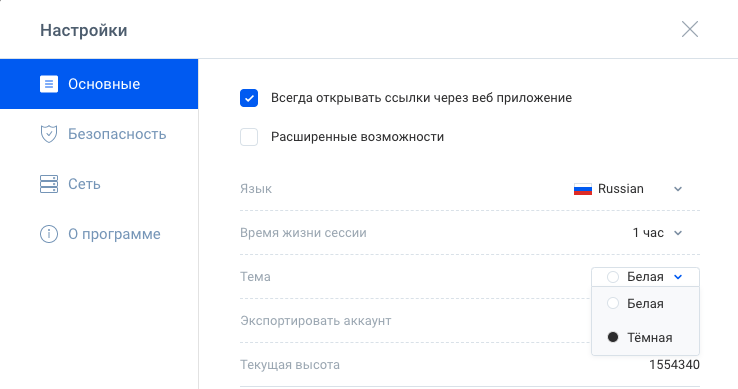 Настройки
Основные
Безопасность
Сеть
О программе
Всегда открывать ссылки через веб приложение
Расширенные возможности
Язык Russian
Время жизни сессии 1 час
Тема Белая
Белая
Экспортировать аккаунт
Тёмная
Текущая высота 1554340